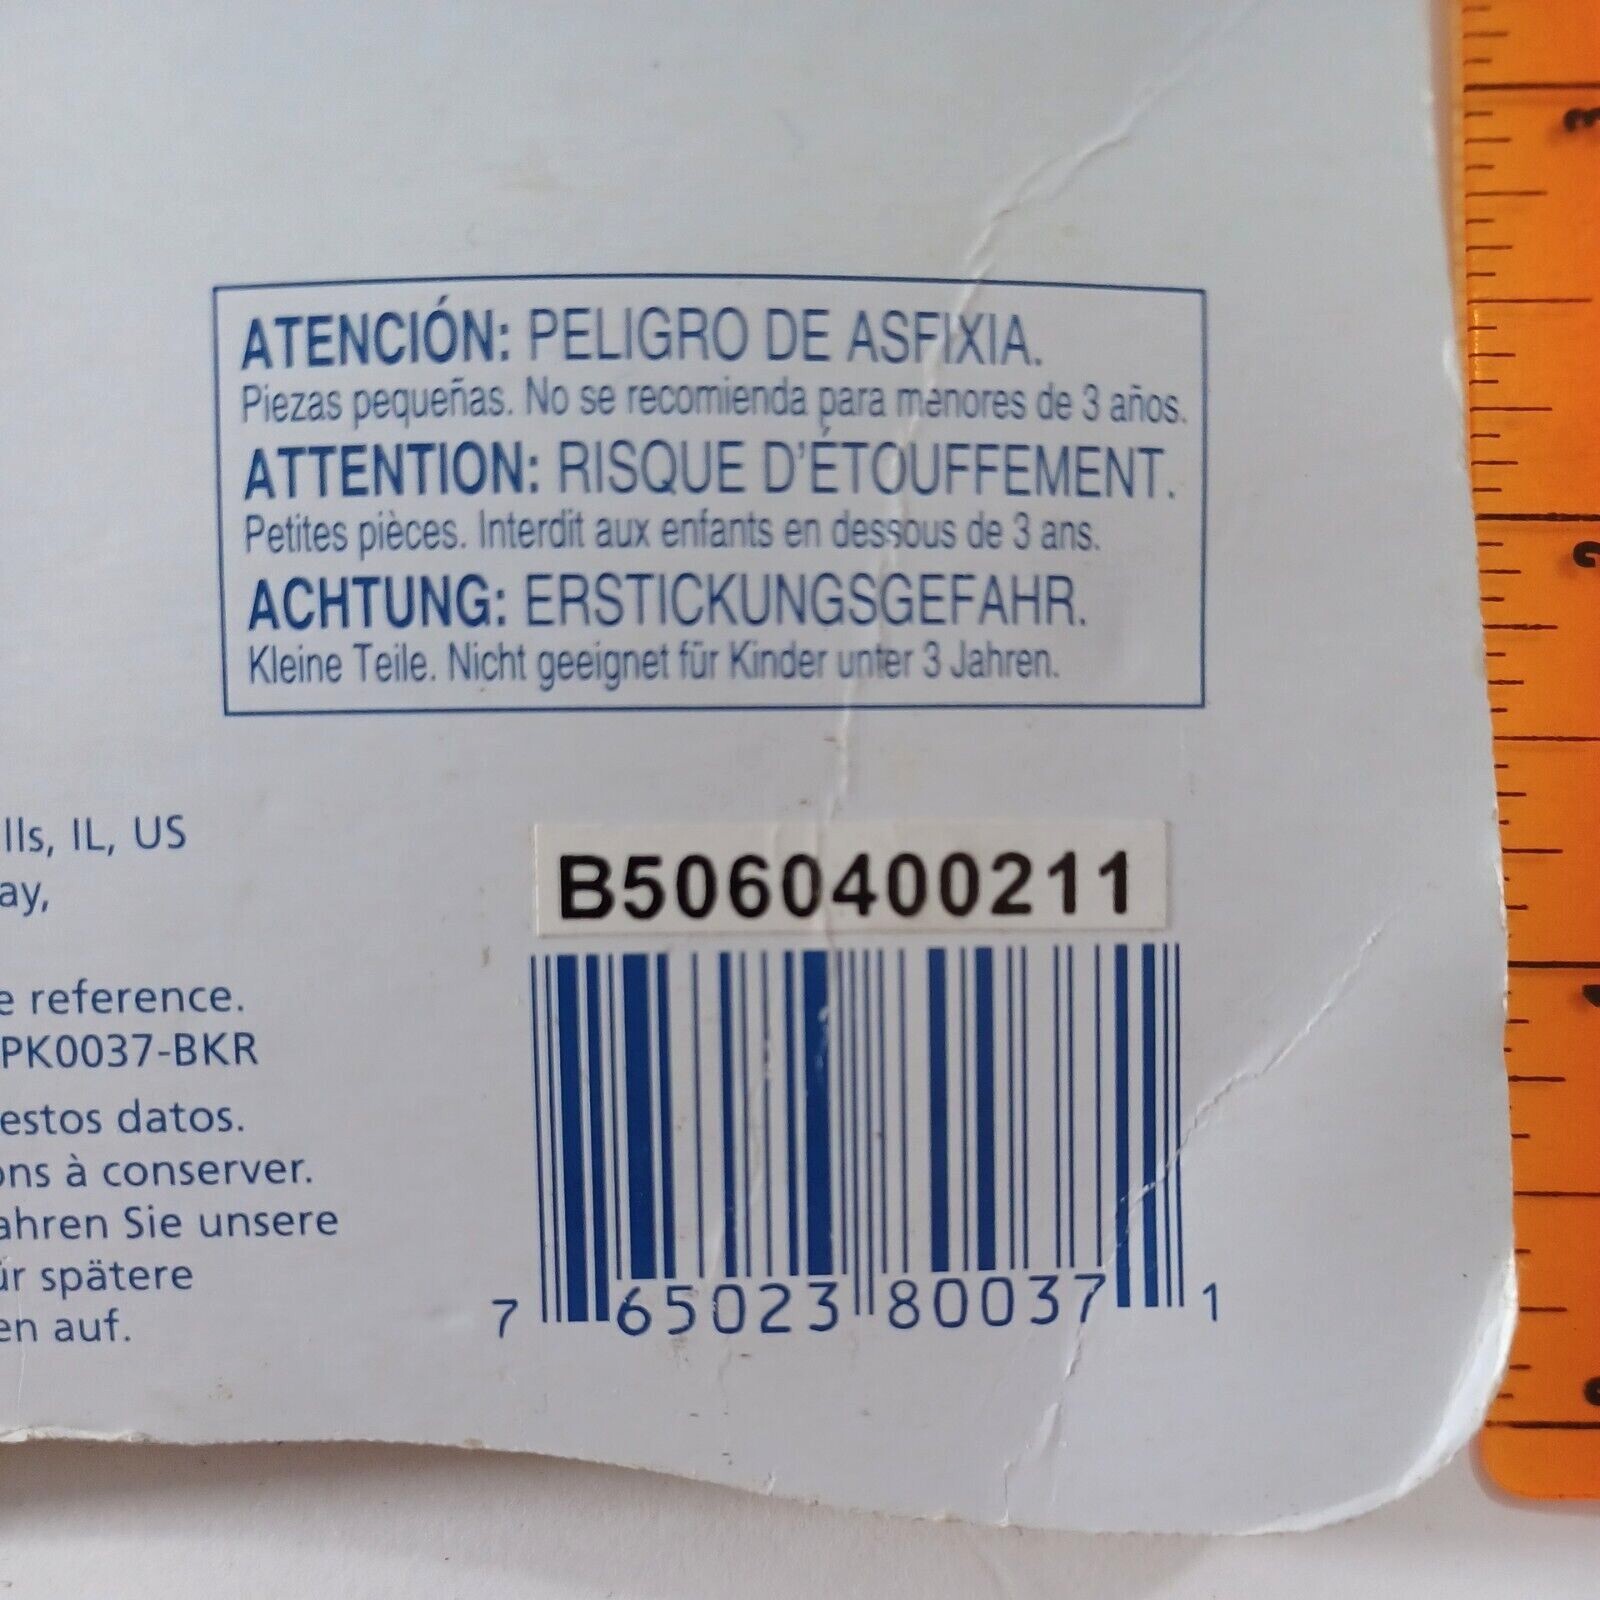 ATENCIÓN: PELIGRO DE ASFIXIA.
Piezas pequeñas. No se recomienda para menores de 3 años.
ATTENTION: RISQUE D'ÉTOUFFEMENT.
Petites pièces. Interdit aux enfants en dessous de 3 ans.
ACHTUNG: ERSTICKUNGSGEFAHR.
Kleine Teile. Nicht geeignet für Kinder unter 3 Jahren.
lls, IL, US
ay,
e reference.
PK0037-BKR
estos datos.
ons à conserver.
ahren Sie unsere
ür spätere
en auf.
B5060400211
7 65023 80037 1
3
2
1